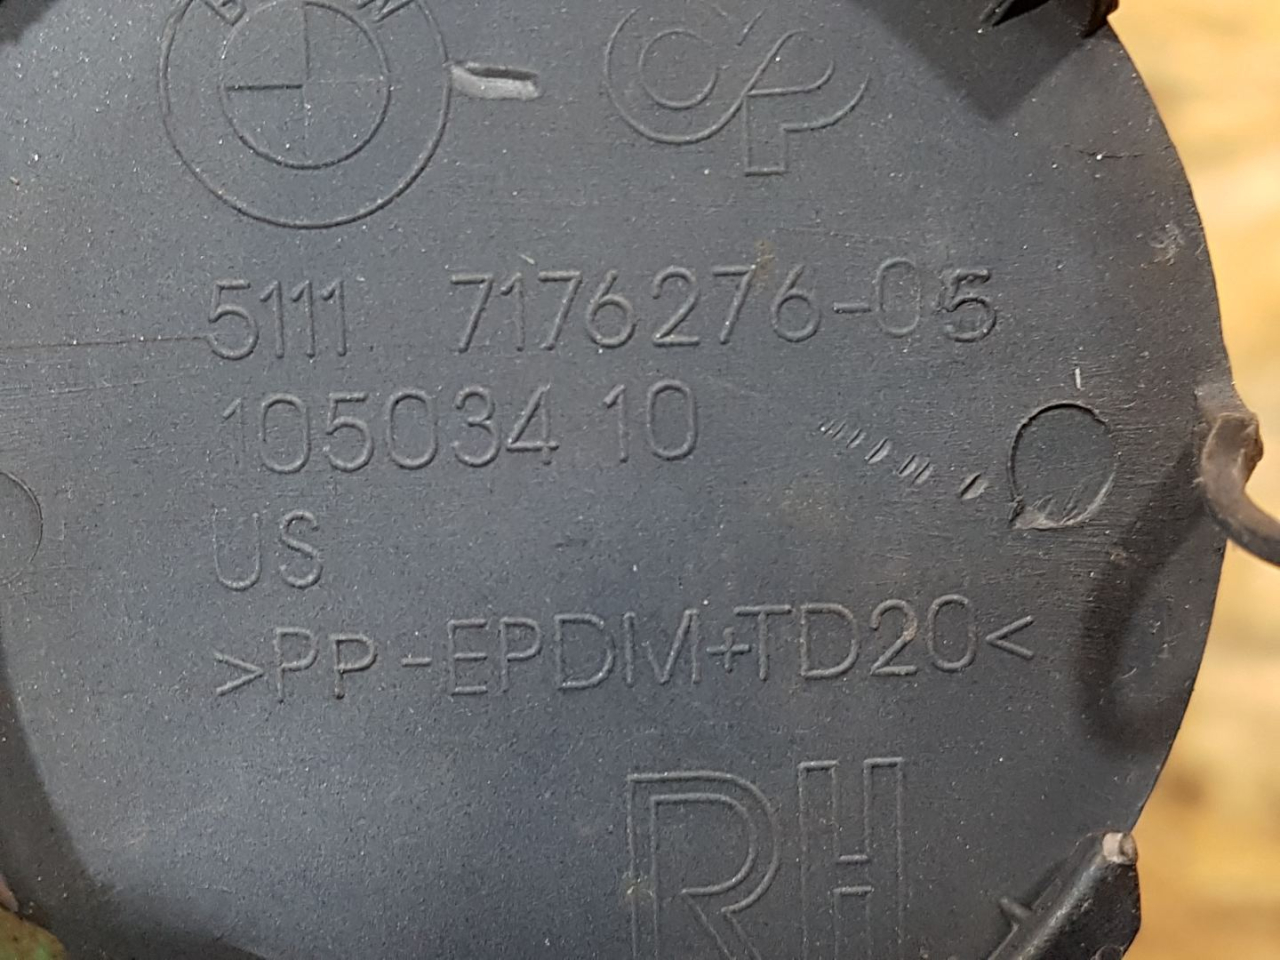 5111 7176276-05
105034 10
US
>PP-EPDM+TD20<
RH